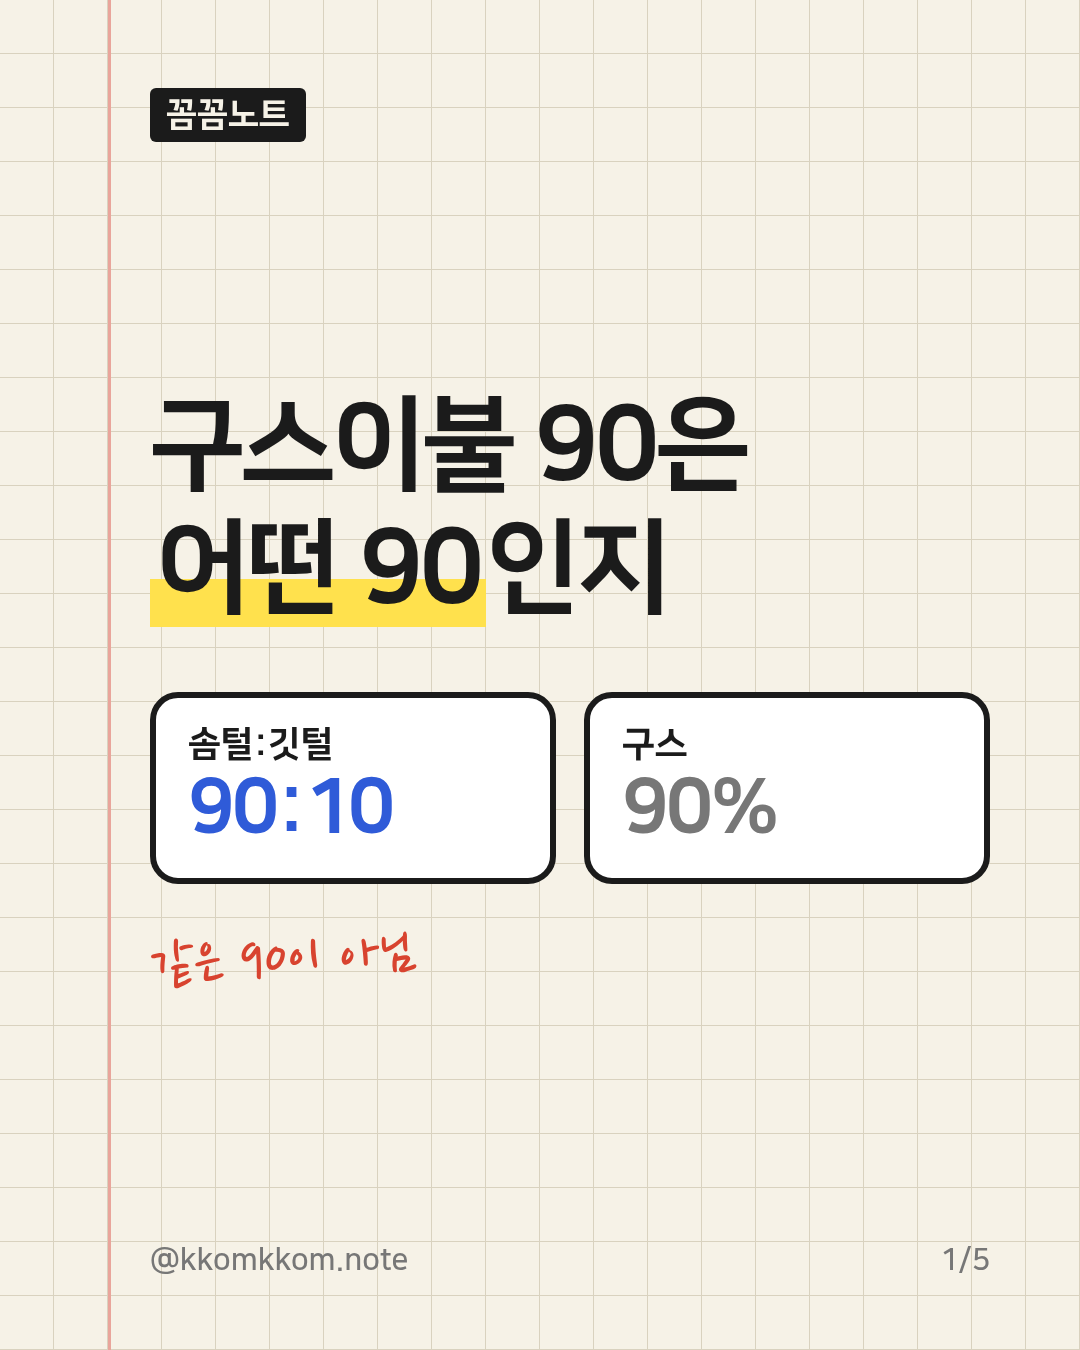 꼼꼼노트
구스이불 90은
어떤 90인지
솜털:깃털
90:10
구스
90%
같은 90이 아님
@kkomkkom.note
1/5